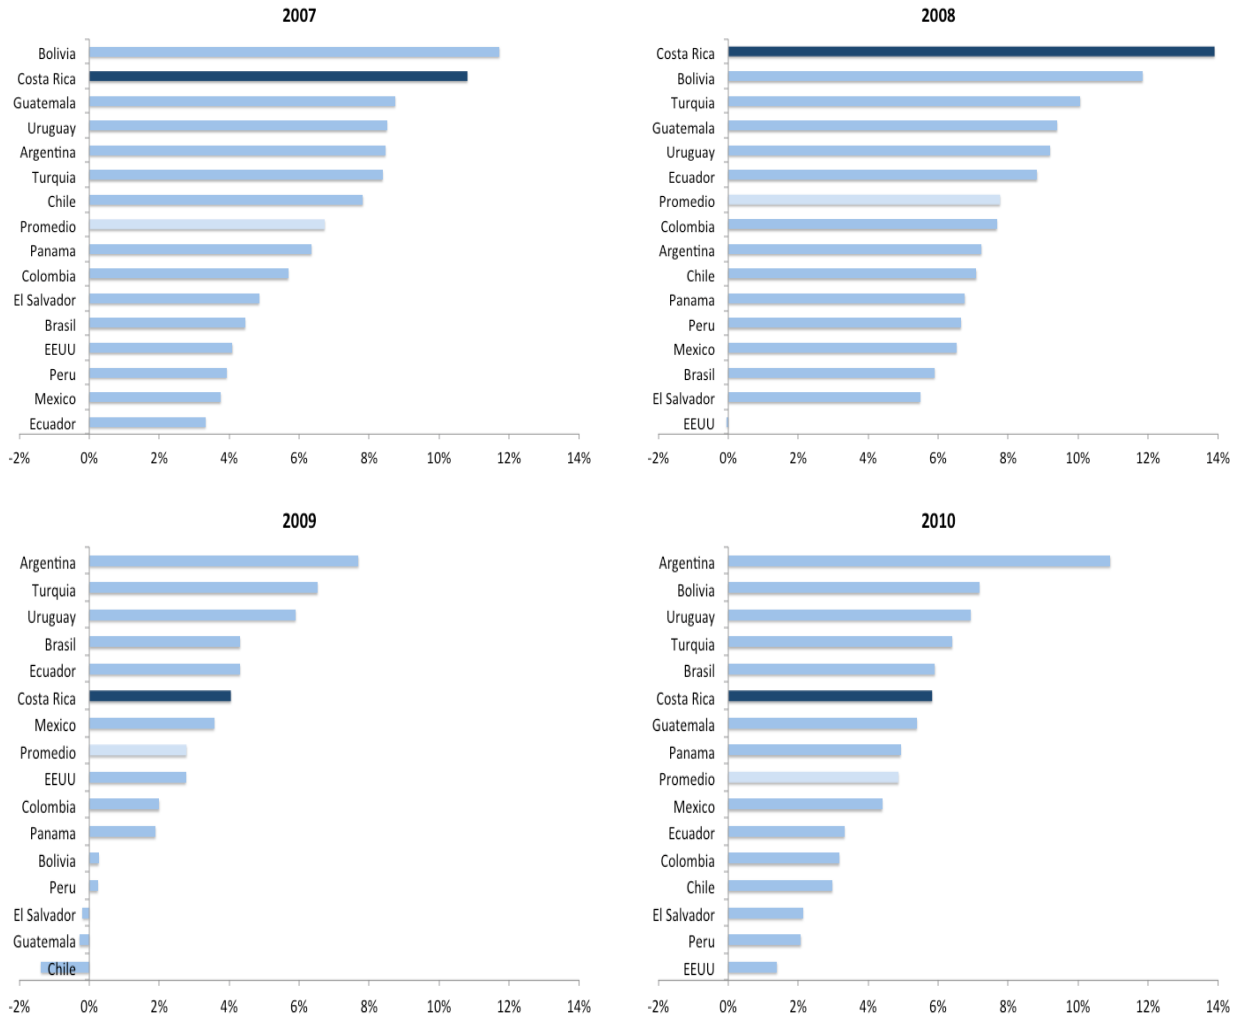 2007
Bolivia
Costa Rica
Guatemala
Uruguay
Argentina
Turquia
Chile
Promedio
Panama
Colombia
El Salvador
Brasil
EEUU
Peru
Mexico
Ecuador
-2% 0% 2% 4% 6% 8% 10% 12% 14%
2008
Costa Rica
Bolivia
Turquia
Guatemala
Uruguay
Ecuador
Promedio
Colombia
Argentina
Chile
Panama
Peru
Mexico
Brasil
El Salvador
EEUU
-2% 0% 2% 4% 6% 8% 10% 12% 14%
2009
Argentina
Turquia
Uruguay
Brasil
Ecuador
Costa Rica
Mexico
Promedio
EEUU
Colombia
Panama
Bolivia
Peru
El Salvador
Guatemala
Chile
-2% 0% 2% 4% 6% 8% 10% 12% 14%
2010
Argentina
Bolivia
Uruguay
Turquia
Brasil
Costa Rica
Guatemala
Panama
Promedio
Mexico
Ecuador
Colombia
Chile
El Salvador
Peru
EEUU
-2% 0% 2% 4% 6% 8% 10% 12% 14%